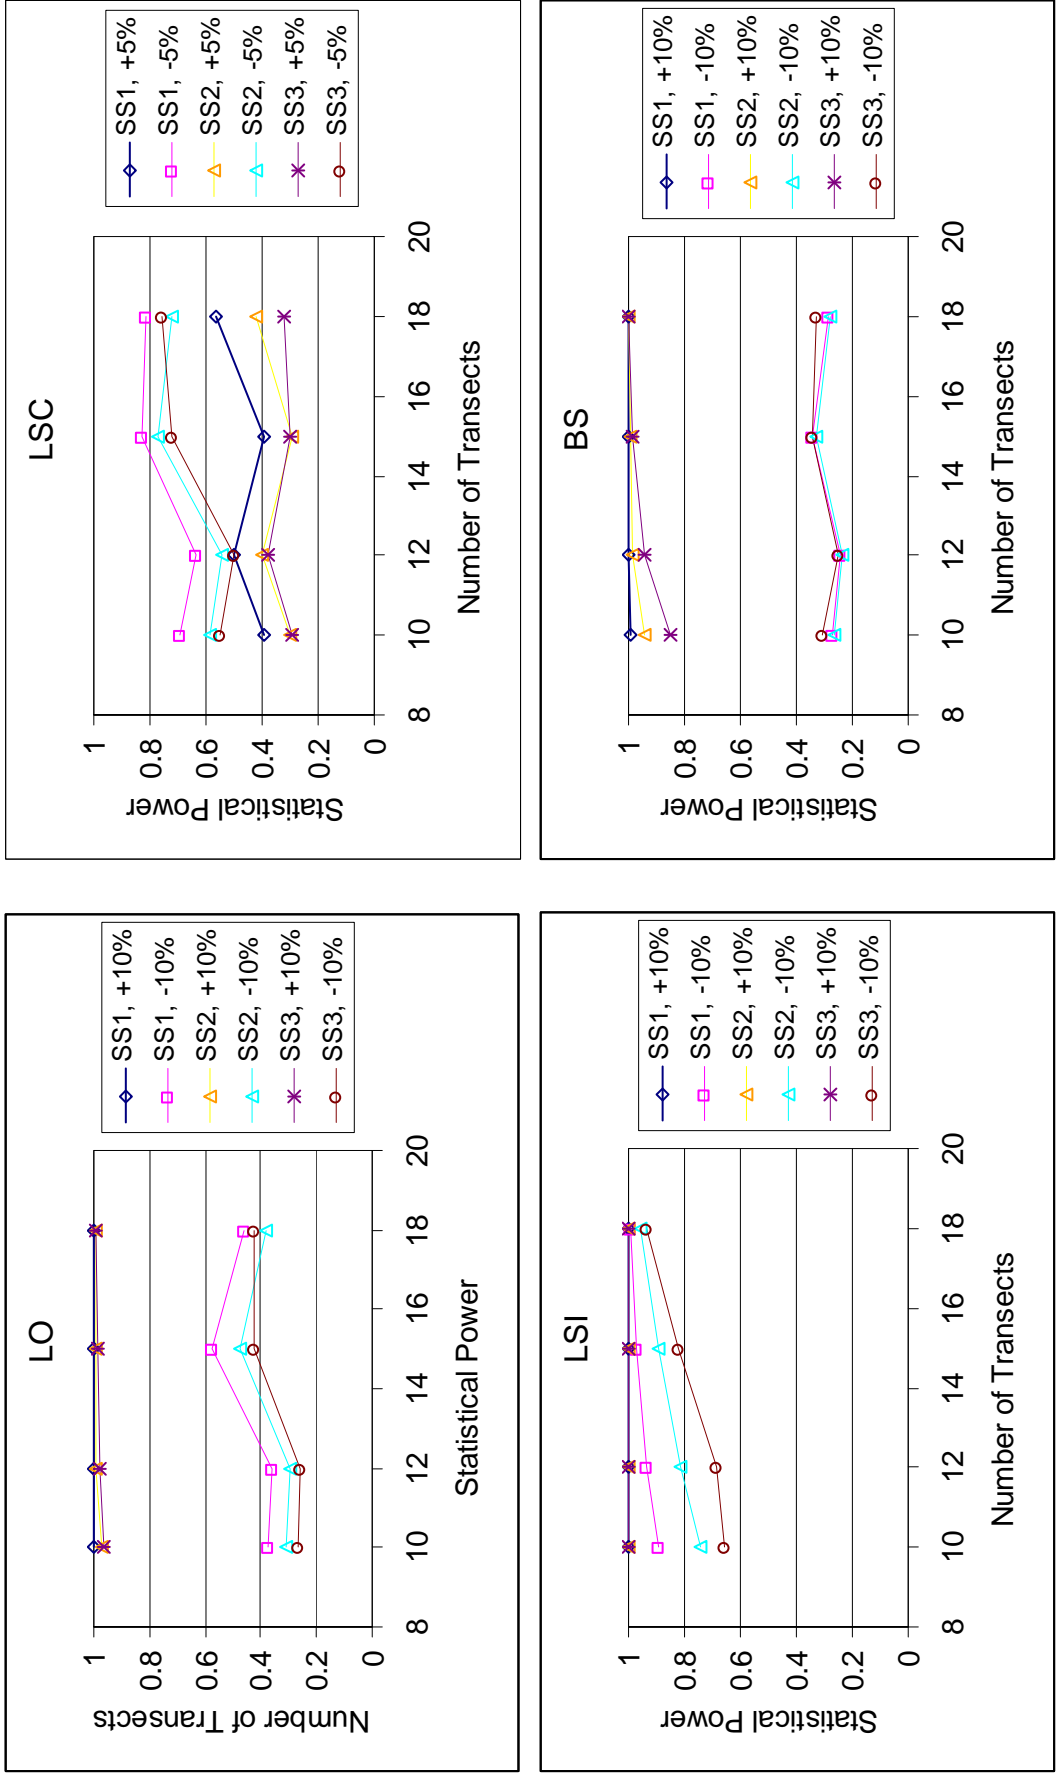 LO
Number of Transects
1
0.8
0.6
0.4
0.2
0
8 10 12 14 16 18 20
Statistical Power
SS1, +10%
SS1, -10%
SS2, +10%
SS2, -10%
SS3, +10%
SS3, -10%
LSC
Statistical Power
1
0.8
0.6
0.4
0.2
0
8 10 12 14 16 18 20
Number of Transects
SS1, +5%
SS1, -5%
SS2, +5%
SS2, -5%
SS3, +5%
SS3, -5%
LSI
Statistical Power
1
0.8
0.6
0.4
0.2
0
8 10 12 14 16 18 20
Number of Transects
SS1, +10%
SS1, -10%
SS2, +10%
SS2, -10%
SS3, +10%
SS3, -10%
BS
Statistical Power
1
0.8
0.6
0.4
0.2
0
8 10 12 14 16 18 20
Number of Transects
SS1, +10%
SS1, -10%
SS2, +10%
SS2, -10%
SS3, +10%
SS3, -10%